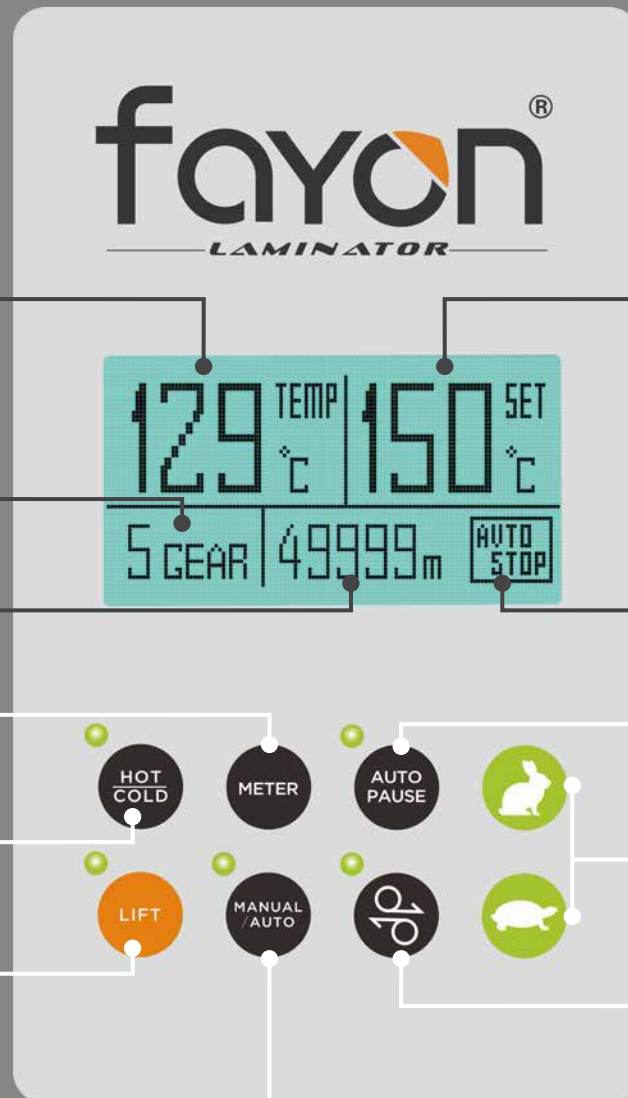 fayon®
LAMINATOR
129 TEMP °C 150 SET °C
5 GEAR 49999m AUTO STOP
HOT
COLD
METER
AUTO
PAUSE
LIFT
MANUAL
/AUTO